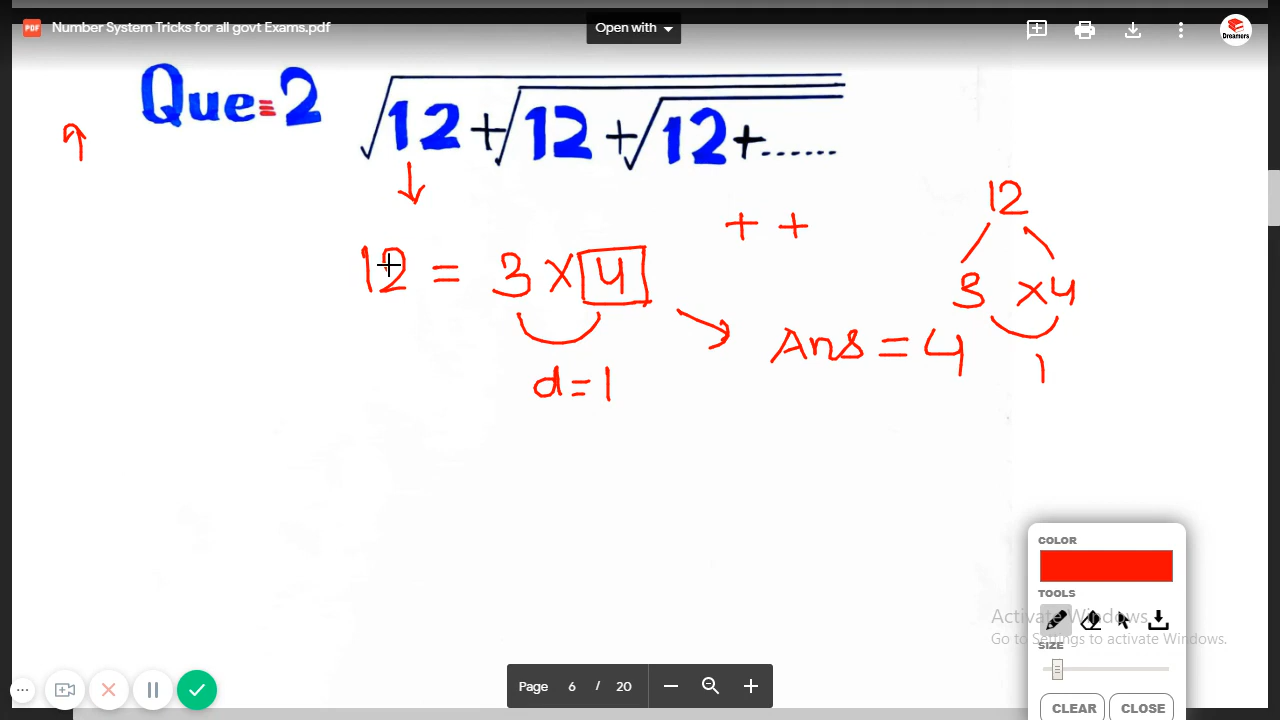 Number System Tricks for all govt Exams.pdf
Open with
Dreamers
Que=2 √12+√12+√12+......
+ +
12
12 = 3 × 4
3 × 4
d=1
Ans = 4
1
COLOR
TOOLS
Activate Windows
Go to Settings to activate Windows.
SIZE
Page 6 / 20
CLEAR CLOSE